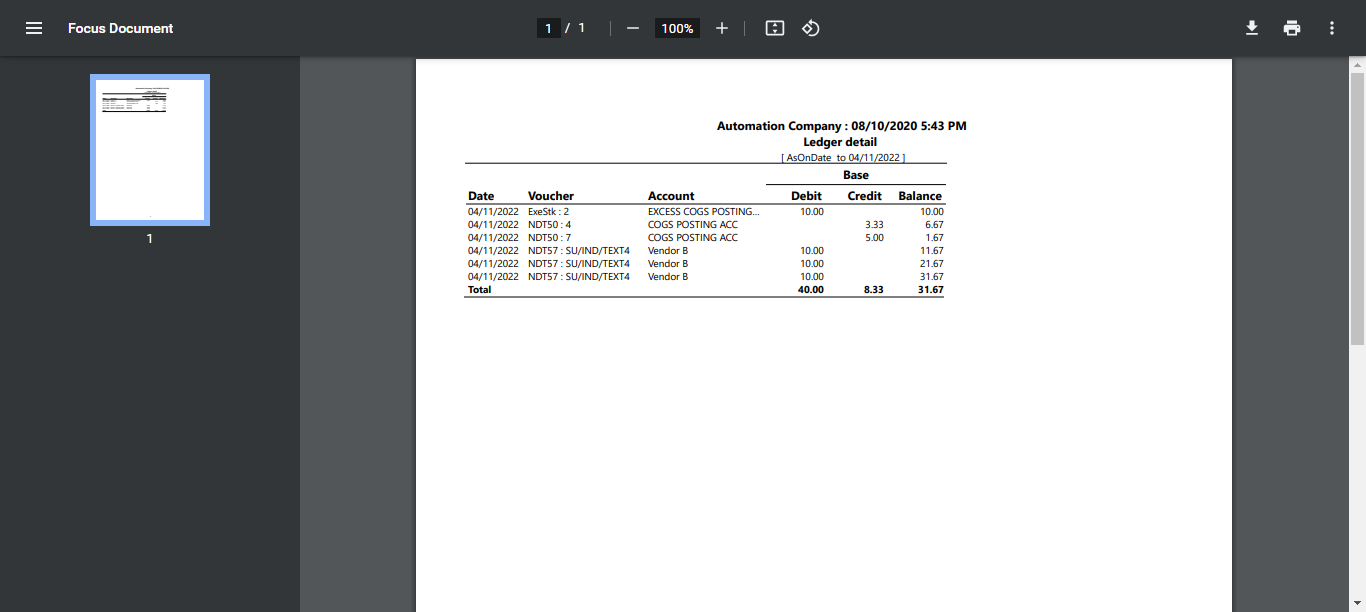 Focus Document
1 / 1
100%
1
Automation Company : 08/10/2020 5:43 PM
Ledger detail
[ AsOnDate to 04/11/2022 ]
Base
Date Voucher Account Debit Credit Balance
04/11/2022 ExeStk : 2 EXCESS COGS POSTING... 10.00 10.00
04/11/2022 NDT50 : 4 COGS POSTING ACC 3.33 6.67
04/11/2022 NDT50 : 7 COGS POSTING ACC 5.00 1.67
04/11/2022 NDT57 : SU/IND/TEXT4 Vendor B 10.00 11.67
04/11/2022 NDT57 : SU/IND/TEXT4 Vendor B 10.00 21.67
04/11/2022 NDT57 : SU/IND/TEXT4 Vendor B 10.00 31.67
Total 40.00 8.33 31.67